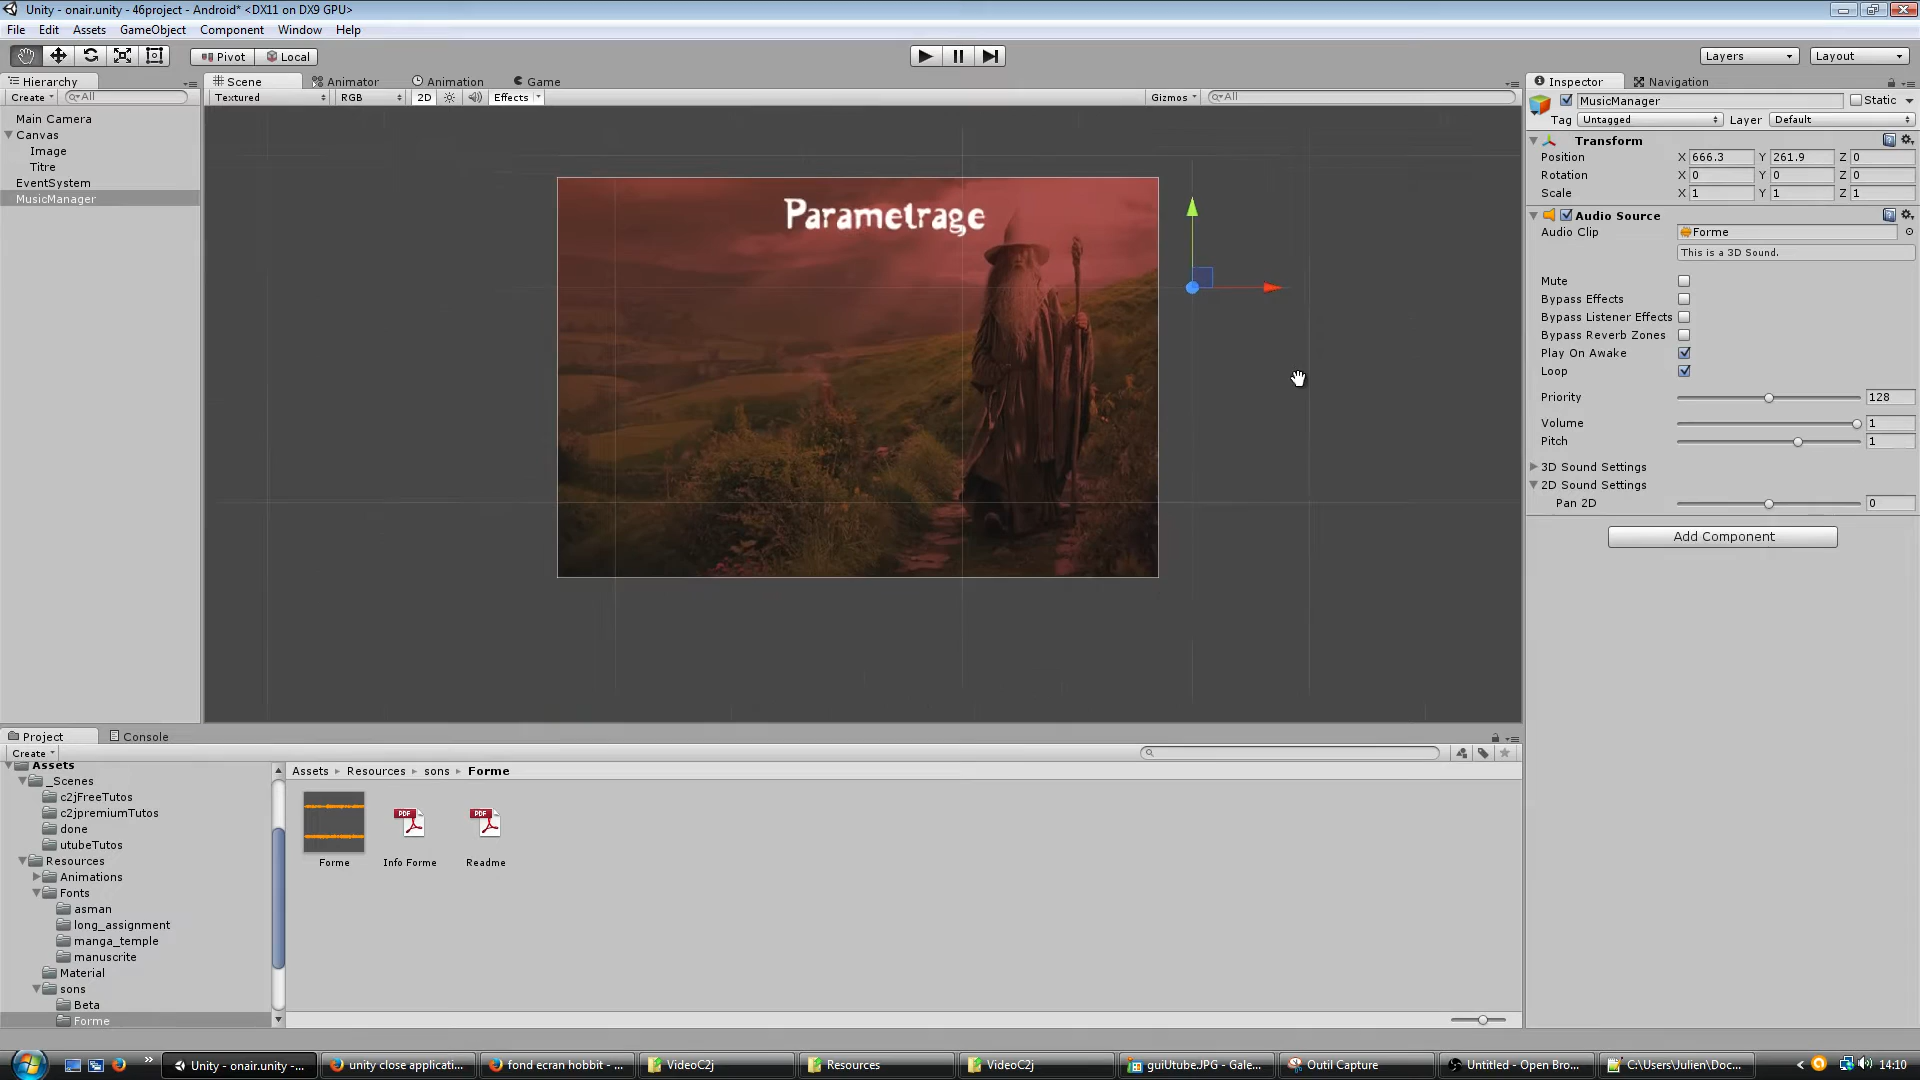 Unity - onair.unity - 46project - Android* <DX11 on DX9 GPU>
File Edit Assets GameObject Component Window Help
Pivot Local Layers Layout
Hierarchy Scene Animator Animation Game Inspector Navigation
Create All Textured RGB 2D Effects Gizmos All
Main Camera
Canvas
Image
Titre
EventSystem
MusicManager
Parametrage
MusicManager Static
Tag Untagged Layer Default
Transform
Position X 666.3 Y 261.9 Z 0
Rotation X 0 Y 0 Z 0
Scale X 1 Y 1 Z 1
Audio Source
Audio Clip Forme
This is a 3D Sound.
Mute
Bypass Effects
Bypass Listener Effects
Bypass Reverb Zones
Play On Awake
Loop
Priority 128
Volume 1
Pitch 1
3D Sound Settings
2D Sound Settings
Pan 2D 0
Add Component
Project Console
Create
Assets
_Scenes
c2jFreeTutos
c2jpremiumTutos
done
utubeTutos
Resources
Animations
Fonts
asman
long_assignment
manga_temple
manuscrite
Material
sons
Beta
Forme
Assets Resources sons Forme
PDF PDF
Forme Info Forme Readme
Unity - onair.unity -... unity close applicati... fond ecran hobbit - ... VideoC2j Resources VideoC2j guiUtube.JPG - Gale... Outil Capture Untitled - Open Bro... C:\Users\Julien\Doc... 14:10